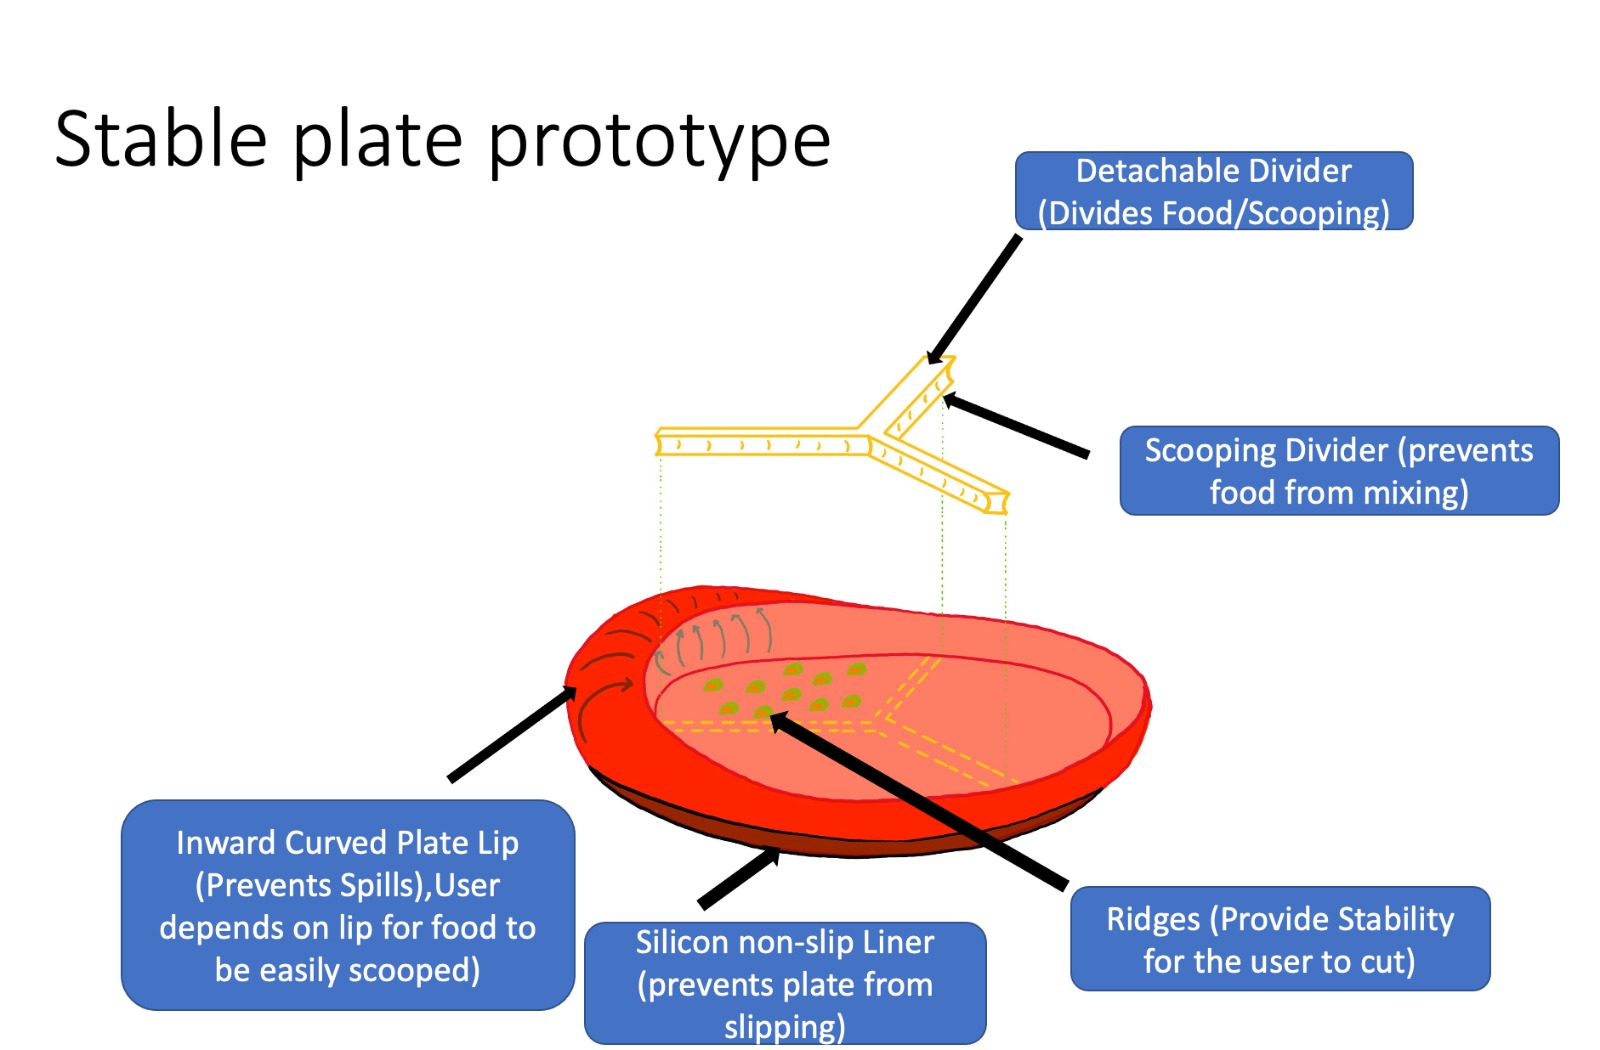 Stable plate prototype
Detachable Divider
(Divides Food/Scooping)
Scooping Divider (prevents
food from mixing)
Inward Curved Plate Lip
(Prevents Spills),User
depends on lip for food to
be easily scooped)
Silicon non-slip Liner
(prevents plate from
slipping)
Ridges (Provide Stability
for the user to cut)